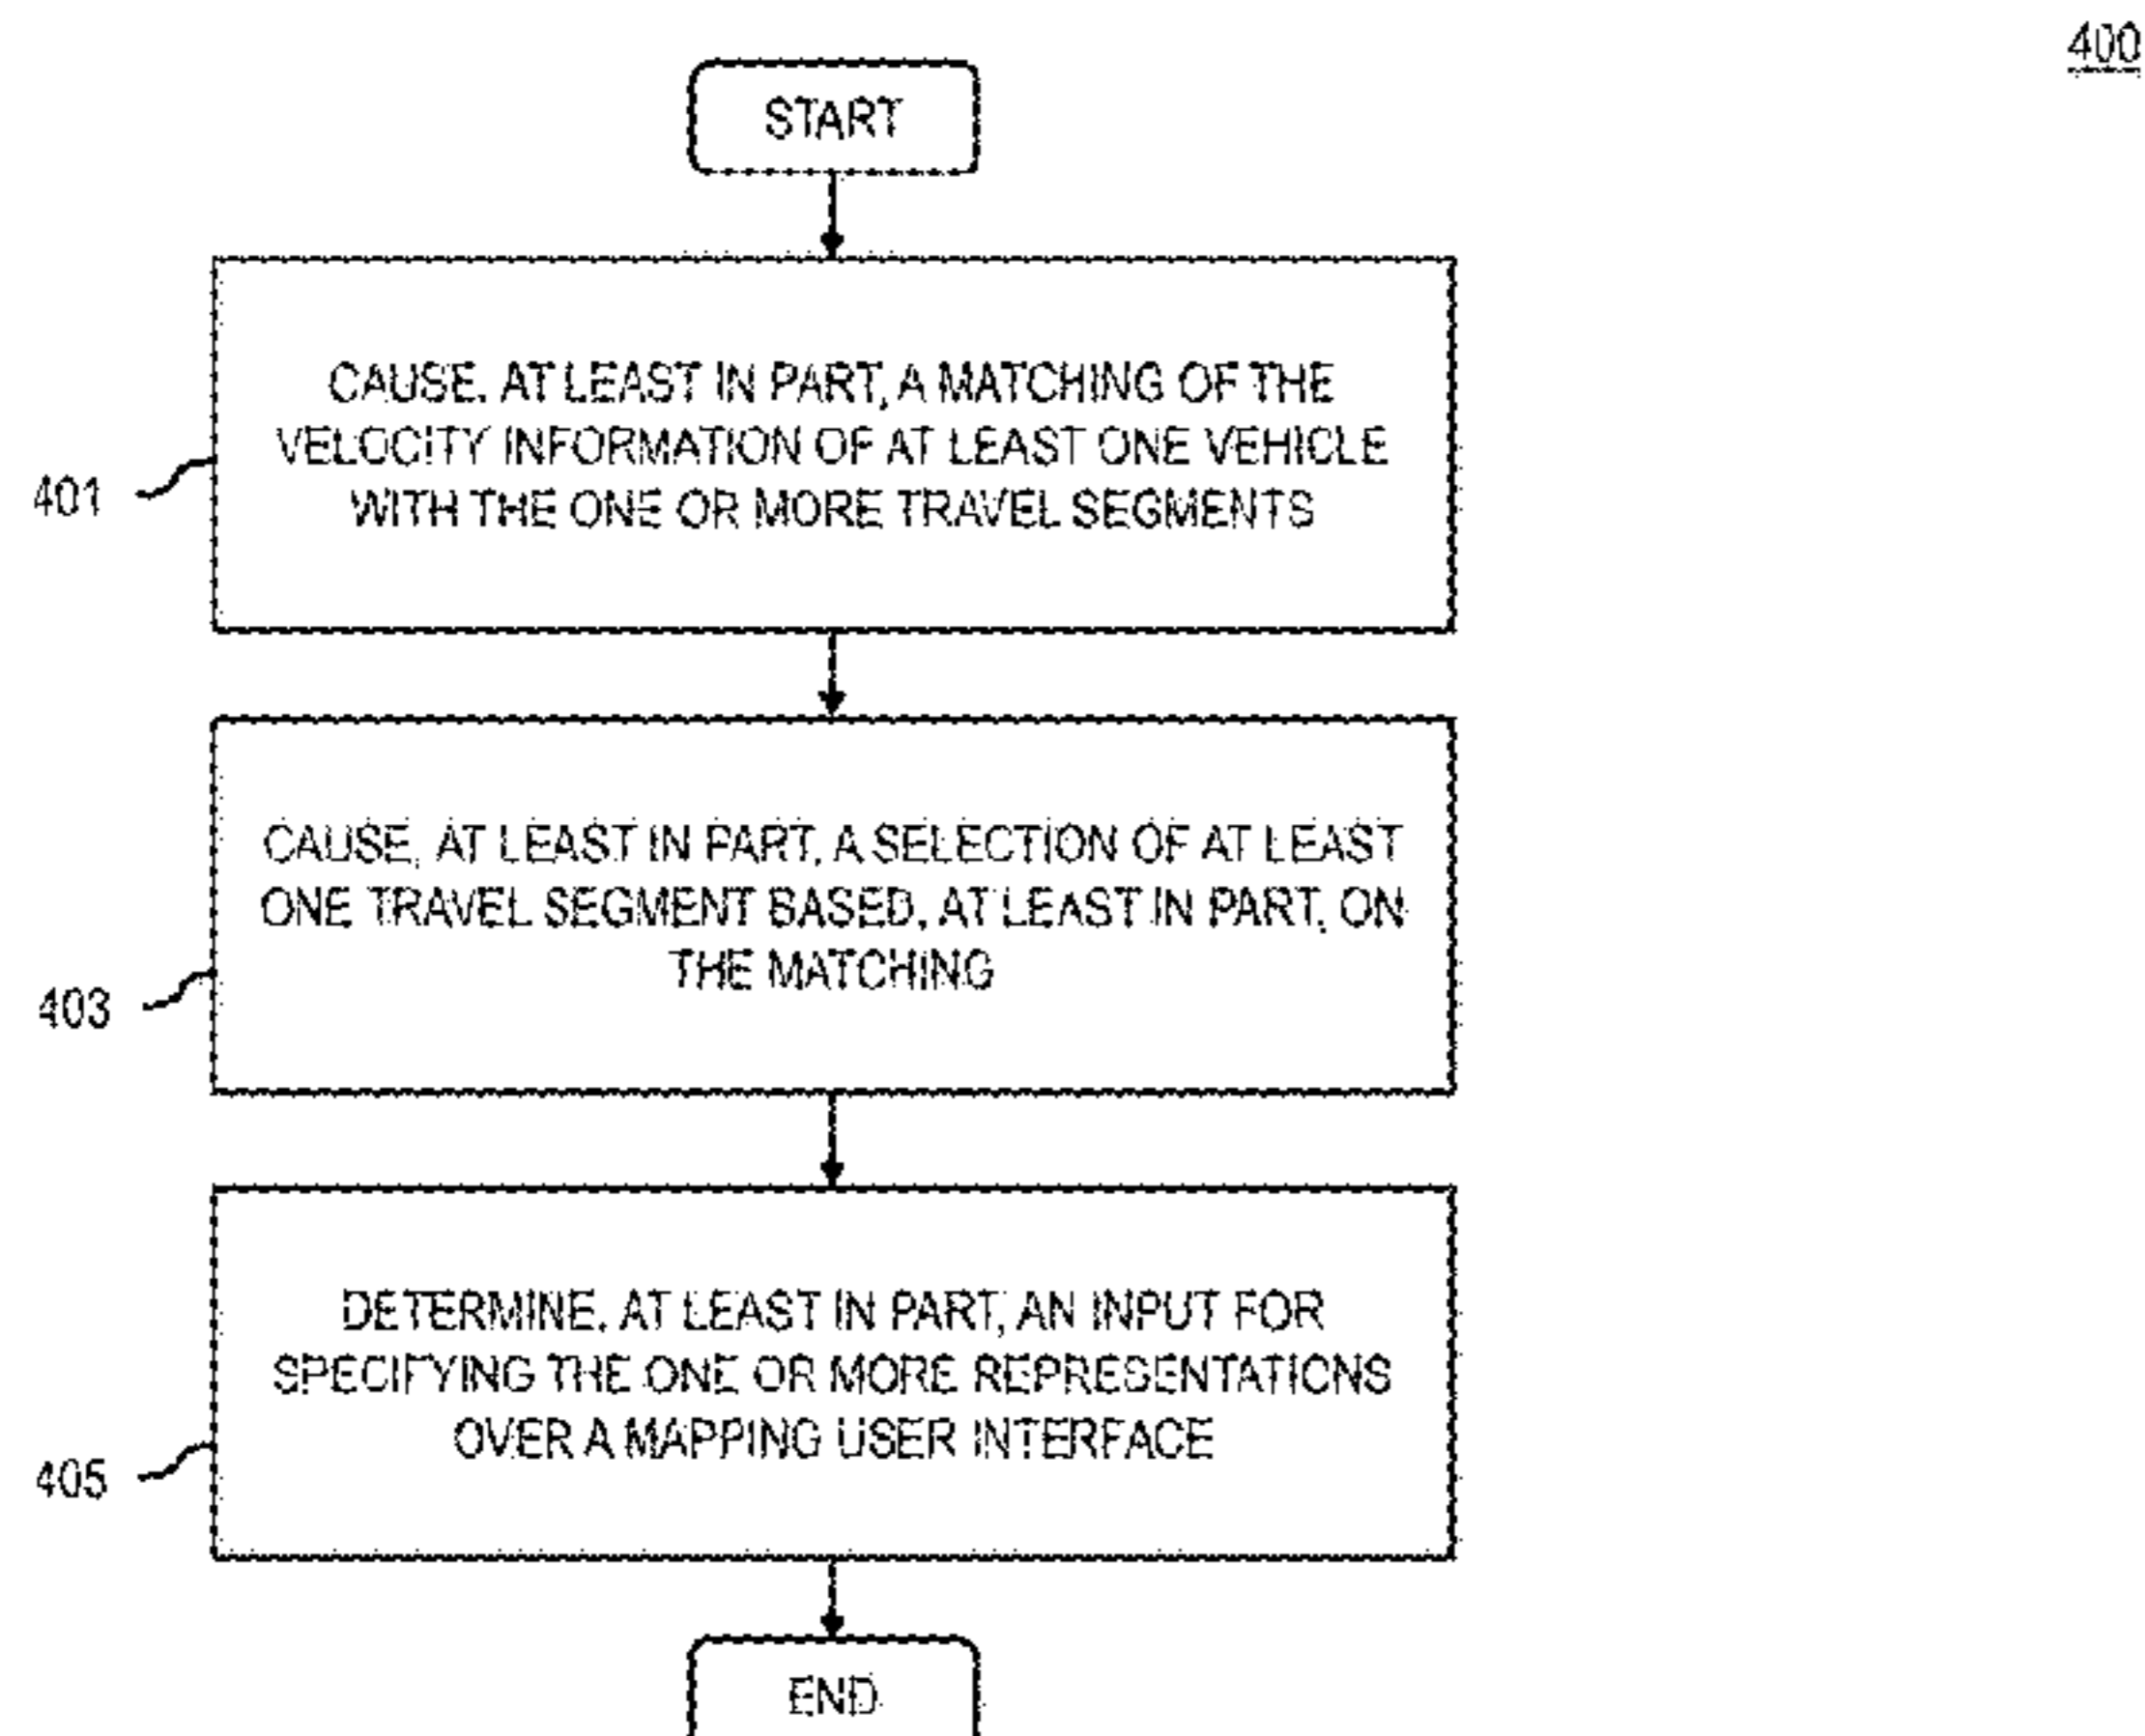 400
START
CAUSE, AT LEAST IN PART, A MATCHING OF THE
VELOCITY INFORMATION OF AT LEAST ONE VEHICLE
WITH THE ONE OR MORE TRAVEL SEGMENTS
401
CAUSE, AT LEAST IN PART, A SELECTION OF AT LEAST
ONE TRAVEL SEGMENT BASED, AT LEAST IN PART, ON
THE MATCHING
403
DETERMINE, AT LEAST IN PART, AN INPUT FOR
SPECIFYING THE ONE OR MORE REPRESENTATIONS
OVER A MAPPING USER INTERFACE
405
END